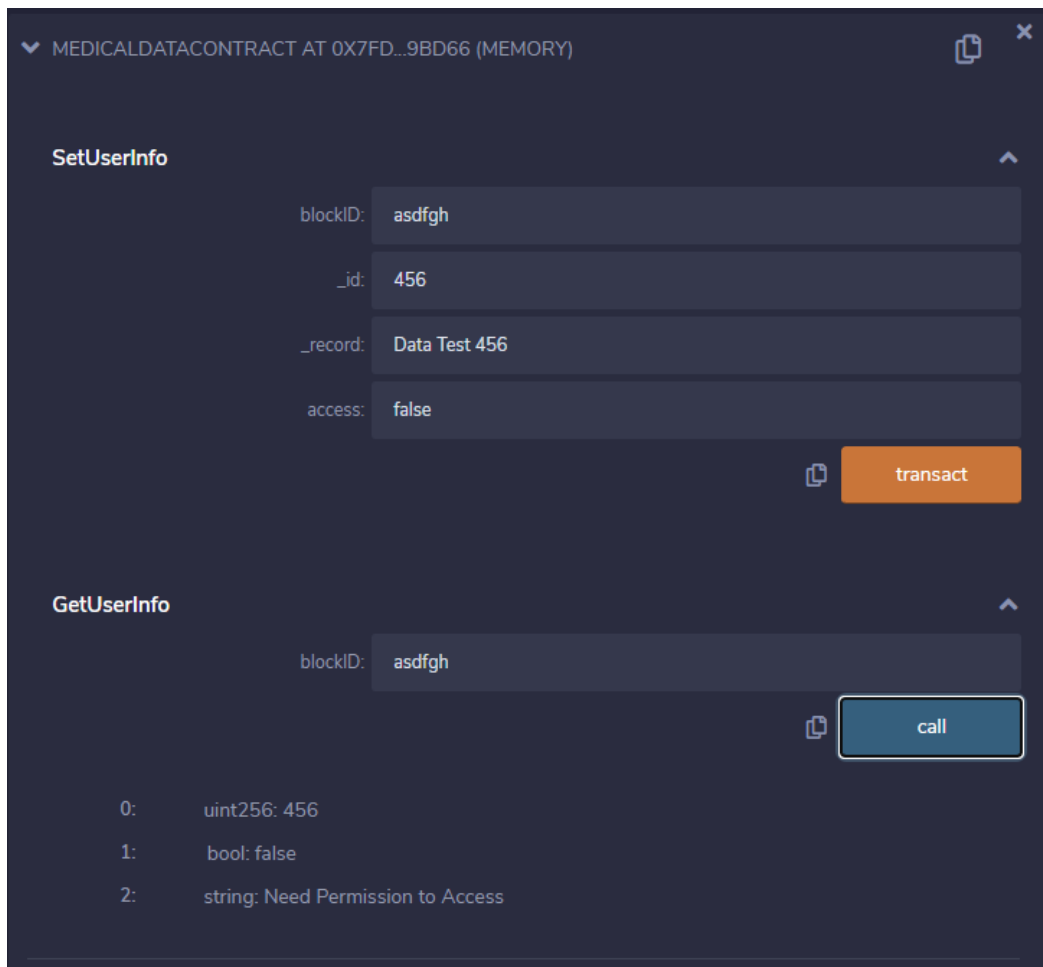 MEDICALDATACONTRACT AT 0X7FD...9BD66 (MEMORY)
SetUserInfo
blockID: asdfgh
_id: 456
_record: Data Test 456
access: false
transact
GetUserInfo
blockID: asdfgh
call
0: uint256: 456
1: bool: false
2: string: Need Permission to Access